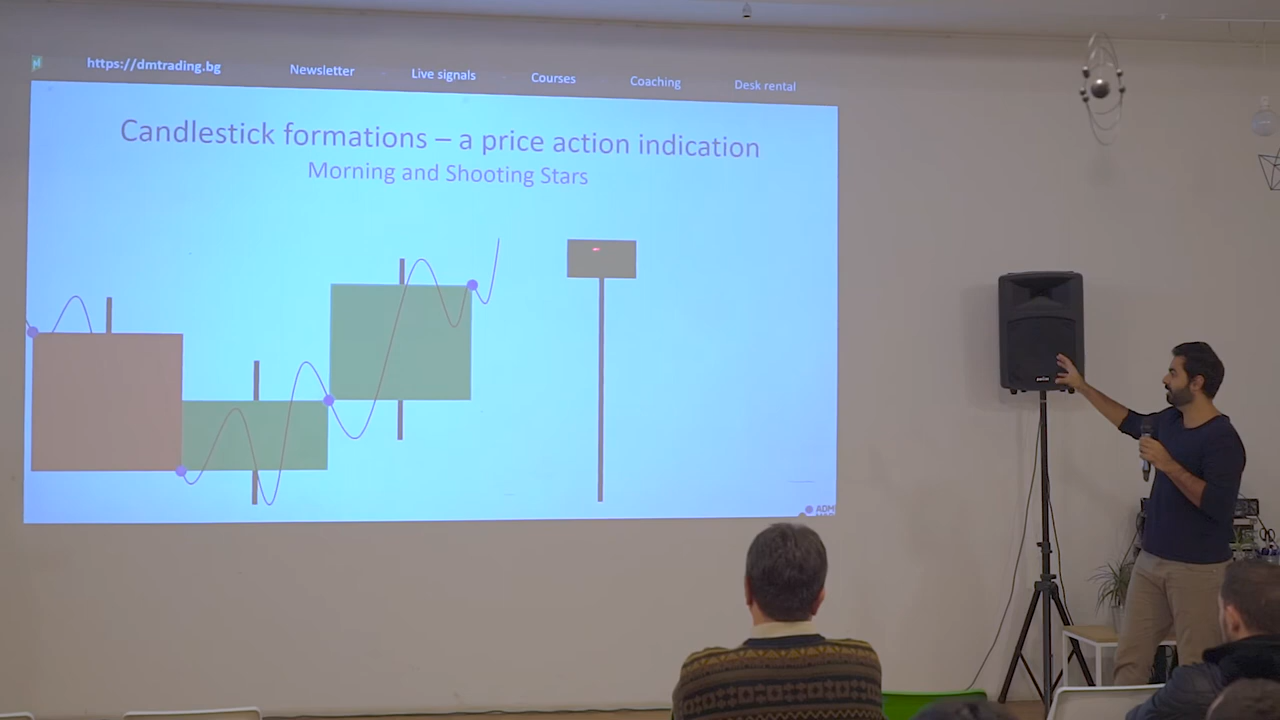 https://dmtrading.bg Newsletter Live signals Courses Coaching Desk rental
Candlestick formations – a price action indication
Morning and Shooting Stars
ADM